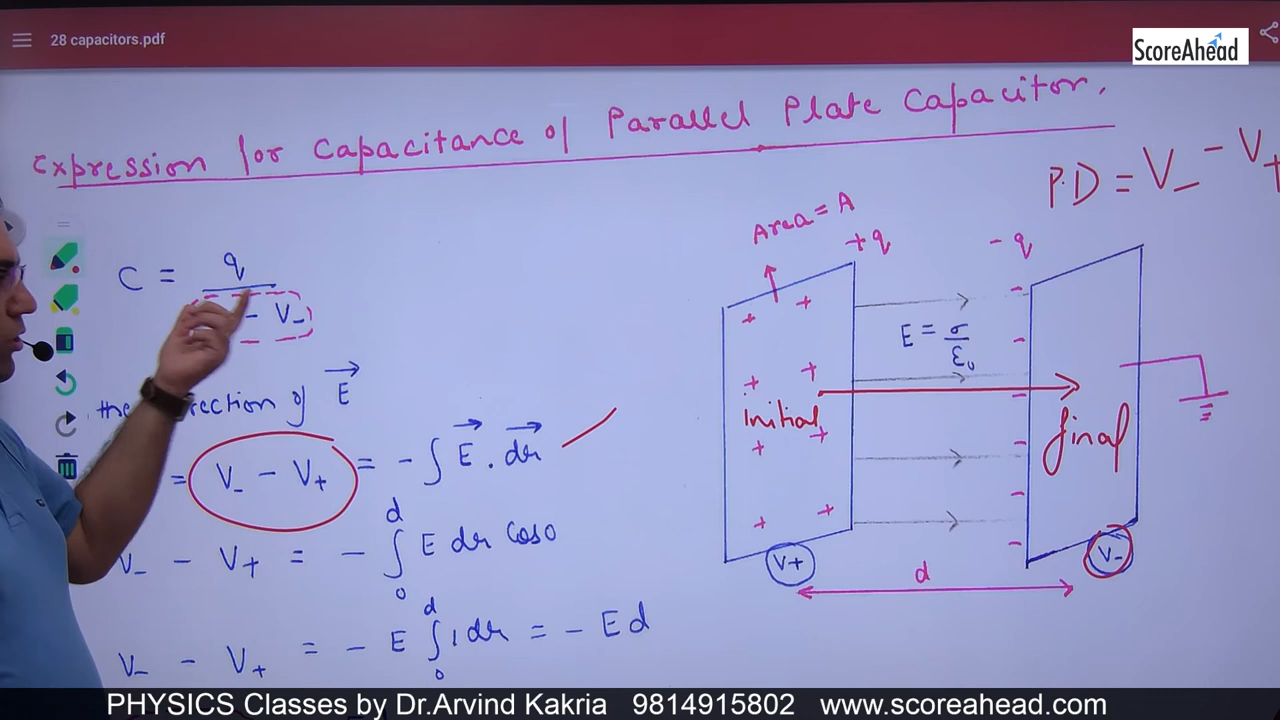 28 capacitors.pdf
ScoreAhead
Expression for Capacitance of Parallel Plate Capacitor.
P.D = V₋ - V₊
Area = A
+q
- q
C = q / - V₋
E = σ/ε₀
the direction of E⃗
Initial
final
= V₋ - V₊ = - ∫ E⃗ . dr⃗
V₋ - V₊ = - ∫₀ᵈ E dr Cos0
V+
V-
d
V₋ - V₊ = - E ∫₀ᵈ 1 dr = - E d
PHYSICS Classes by Dr.Arvind Kakria 9814915802 www.scoreahead.com